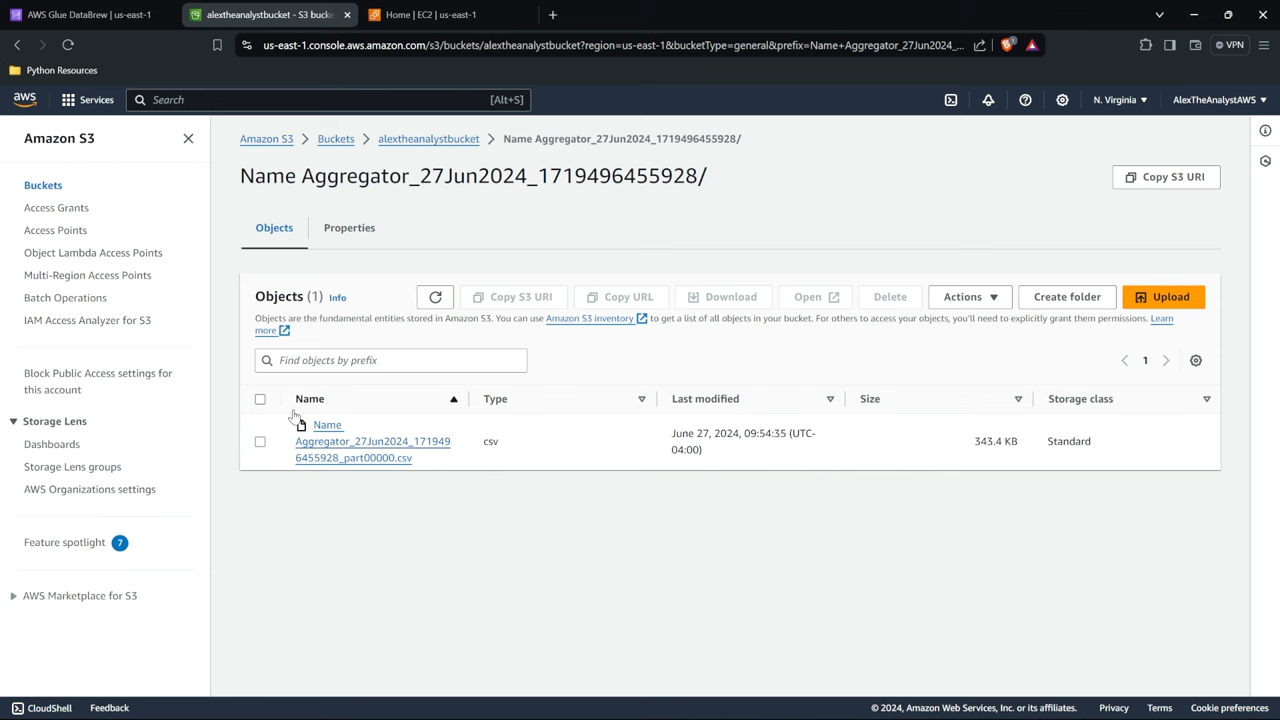 AWS Glue DataBrew | us-east-1
alextheanalystbucket - S3 bucke
Home | EC2 | us-east-1
us-east-1.console.aws.amazon.com/s3/buckets/alextheanalystbucket?region=us-east-1&bucketType=general&prefix=Name+Aggregator_27Jun2024_...
VPN
Python Resources
aws
Services
Search
[Alt+S]
N. Virginia
AlexTheAnalystAWS
Amazon S3
Buckets
Access Grants
Access Points
Object Lambda Access Points
Multi-Region Access Points
Batch Operations
IAM Access Analyzer for S3
Block Public Access settings for
this account
Storage Lens
Dashboards
Storage Lens groups
AWS Organizations settings
Feature spotlight 7
AWS Marketplace for S3
Amazon S3 > Buckets > alextheanalystbucket > Name Aggregator_27Jun2024_1719496455928/
Name Aggregator_27Jun2024_1719496455928/
Copy S3 URI
Objects
Properties
Objects (1) Info
Copy S3 URI
Copy URL
Download
Open
Delete
Actions
Create folder
Upload
Objects are the fundamental entities stored in Amazon S3. You can use Amazon S3 inventory to get a list of all objects in your bucket. For others to access your objects, you'll need to explicitly grant them permissions. Learn
more
Find objects by prefix
1
Name
Type
Last modified
Size
Storage class
Name
Aggregator_27Jun2024_171949
6455928_part00000.csv
csv
June 27, 2024, 09:54:35 (UTC-
04:00)
343.4 KB
Standard
CloudShell
Feedback
© 2024, Amazon Web Services, Inc. or its affiliates.
Privacy
Terms
Cookie preferences